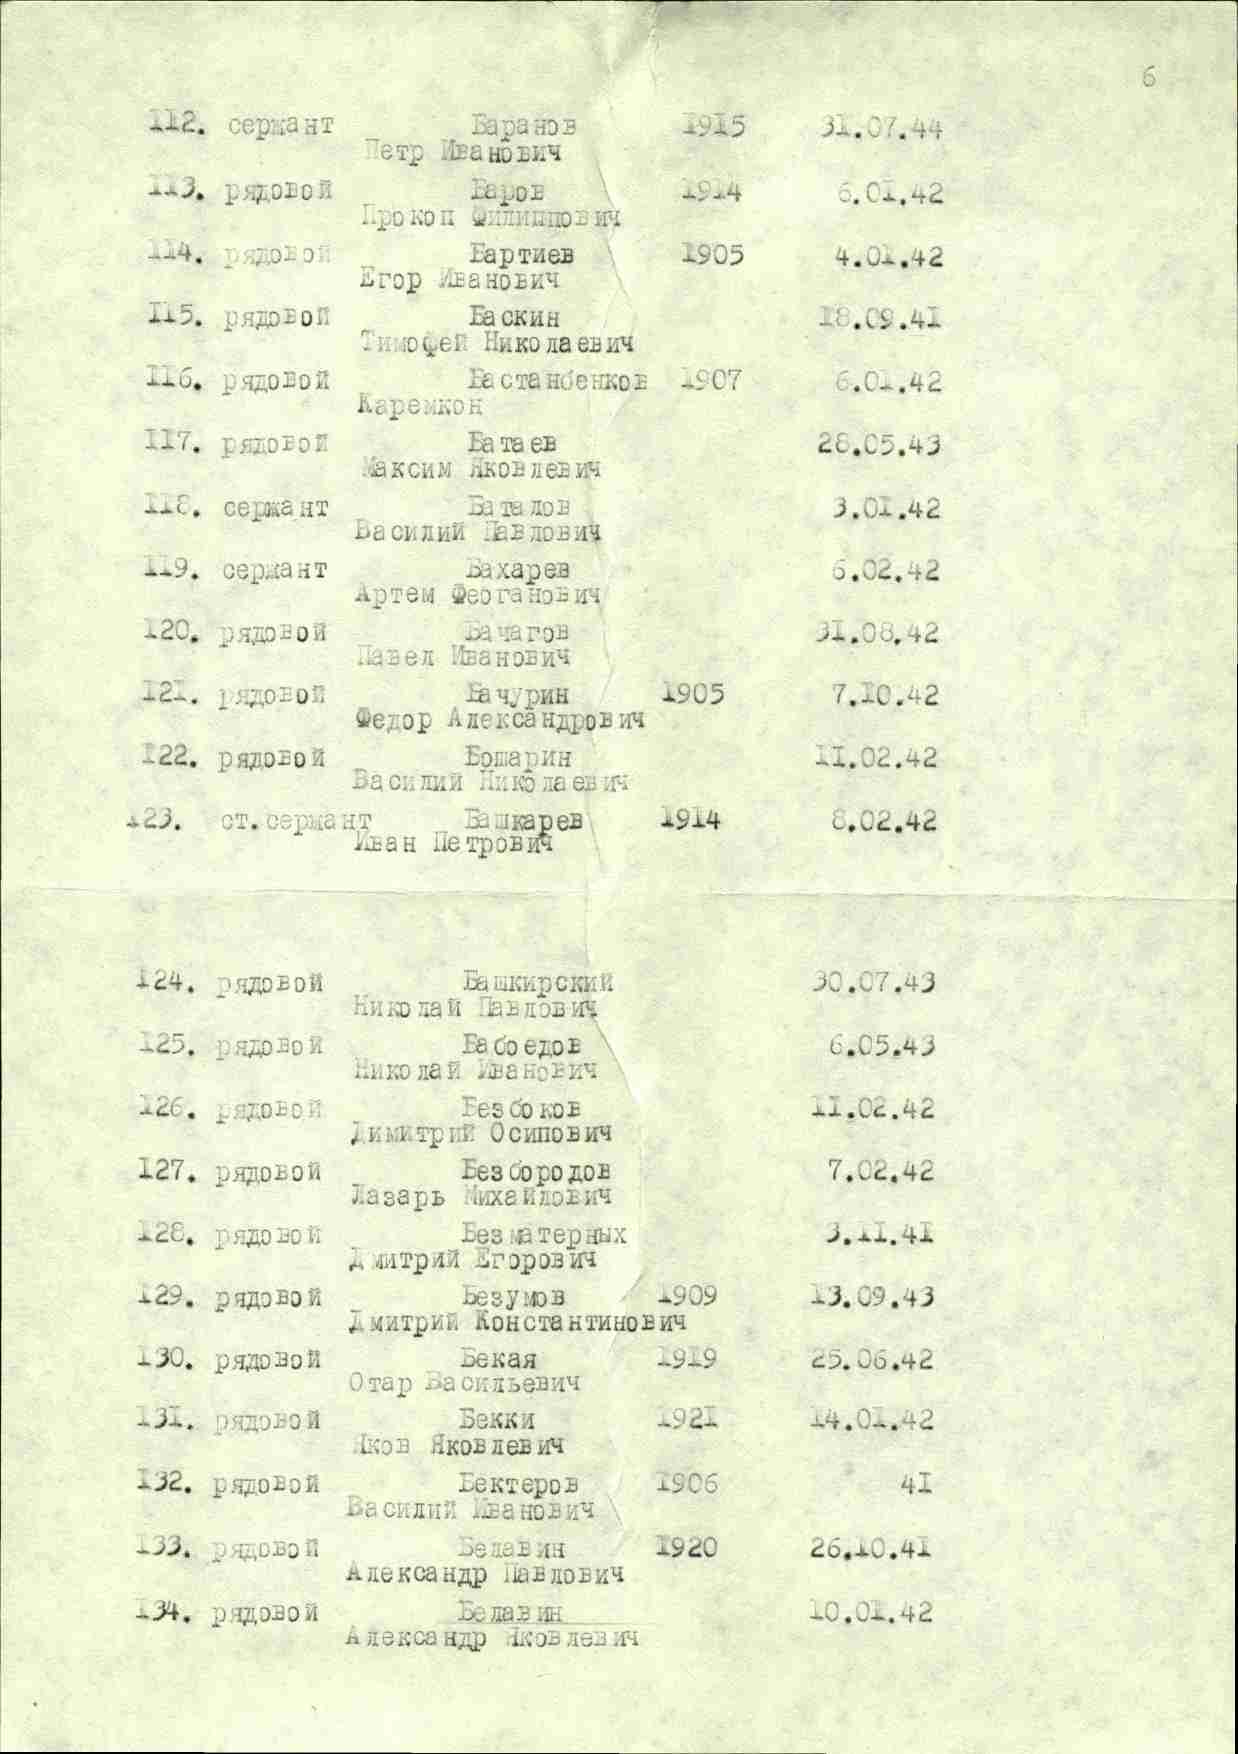 6
112. сержант Баранов 1915 31.07.44
Петр Иванович
113. рядовой Баров 1914 6.01.42
Прокоп Филиппович
114. рядовой Бартиев 1905 4.01.42
Егор Иванович
115. рядовой Баскин 18.09.41
Тимофей Николаевич
116. рядовой Бастанбенков 1907 6.01.42
Каремкон
117. рядовой Батаев 28.05.43
Максим Яковлевич
118. сержант Баталов 3.01.42
Василий Павлович
119. сержант Бахарев 6.02.42
Артем Феоганович
120. рядовой Бачагов 31.08.42
Павел Иванович
121. рядовой Бачурин 1905 7.10.42
Федор Александрович
122. рядовой Бошарин 11.02.42
Василий Николаевич
123. ст.сержант Башкарев 1914 8.02.42
Иван Петрович
124. рядовой Башкирский 30.07.43
Николай Павлович
125. рядовой Бабоедов 6.05.43
Николай Иванович
126. рядовой Безбоков 11.02.42
Димитрий Осипович
127. рядовой Безбородов 7.02.42
Лазарь Михайлович
128. рядовой Безматерных 3.11.41
Дмитрий Егорович
129. рядовой Безумов 1909 13.09.43
Дмитрий Константинович
130. рядовой Бекая 1919 25.06.42
Отар Васильевич
131. рядовой Бекки 1921 14.01.42
Яков Яковлевич
132. рядовой Бектеров 1906 41
Василий Иванович
133. рядовой Белавин 1920 26.10.41
Александр Павлович
134. рядовой Белавин 10.01.42
Александр Яковлевич